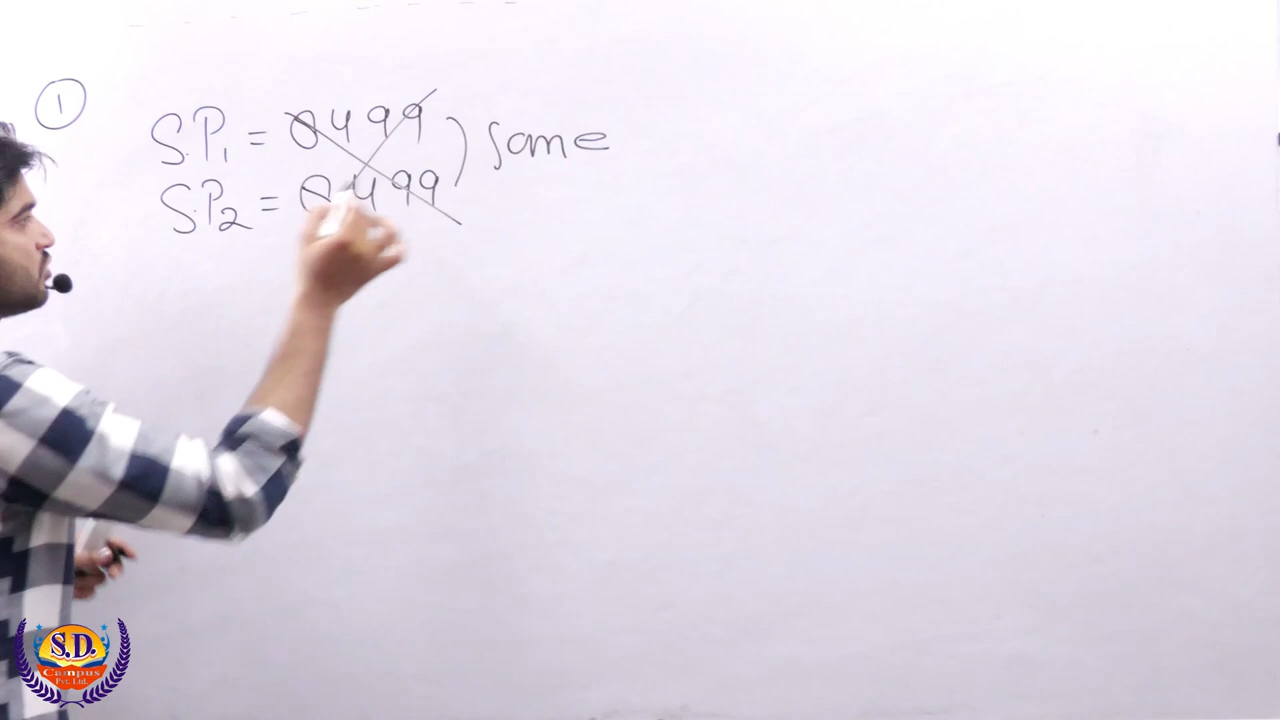 1
S.P1 = 8499
S.P2 = 8499
) Same
S.D.
Campus
Pvt. Ltd.